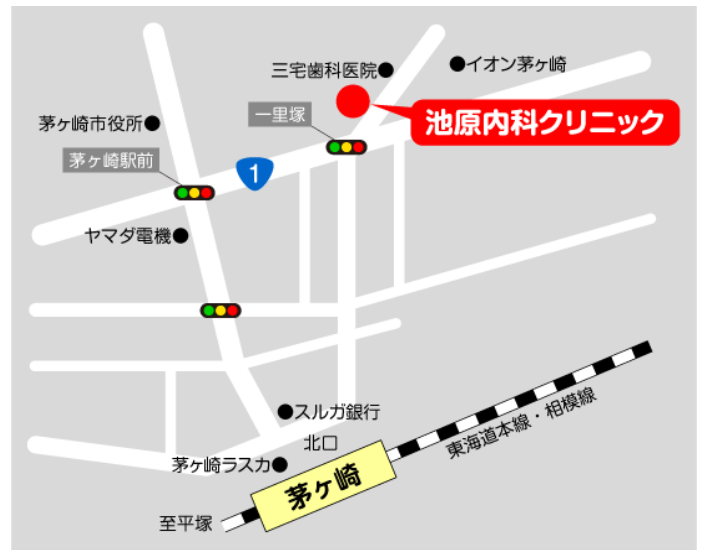 三宅歯科医院
イオン茅ヶ崎
一里塚
池原内科クリニック
茅ヶ崎市役所
茅ヶ崎駅前
1
ヤマダ電機
スルガ銀行
北口
東海道本線・相模線
茅ヶ崎ラスカ
茅ヶ崎
至平塚